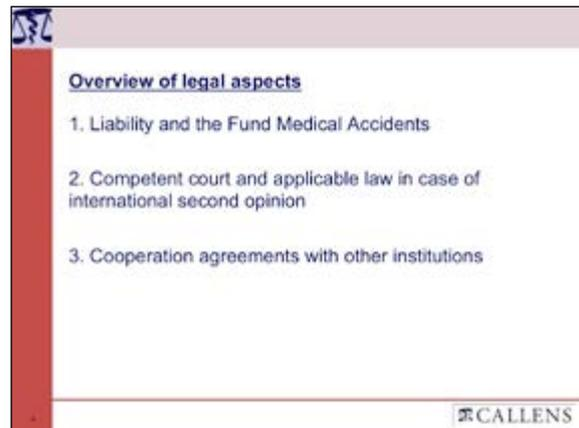 Overview of legal aspects
1. Liability and the Fund Medical Accidents
2. Competent court and applicable law in case of
international second opinion
3. Cooperation agreements with other institutions
CALLENS